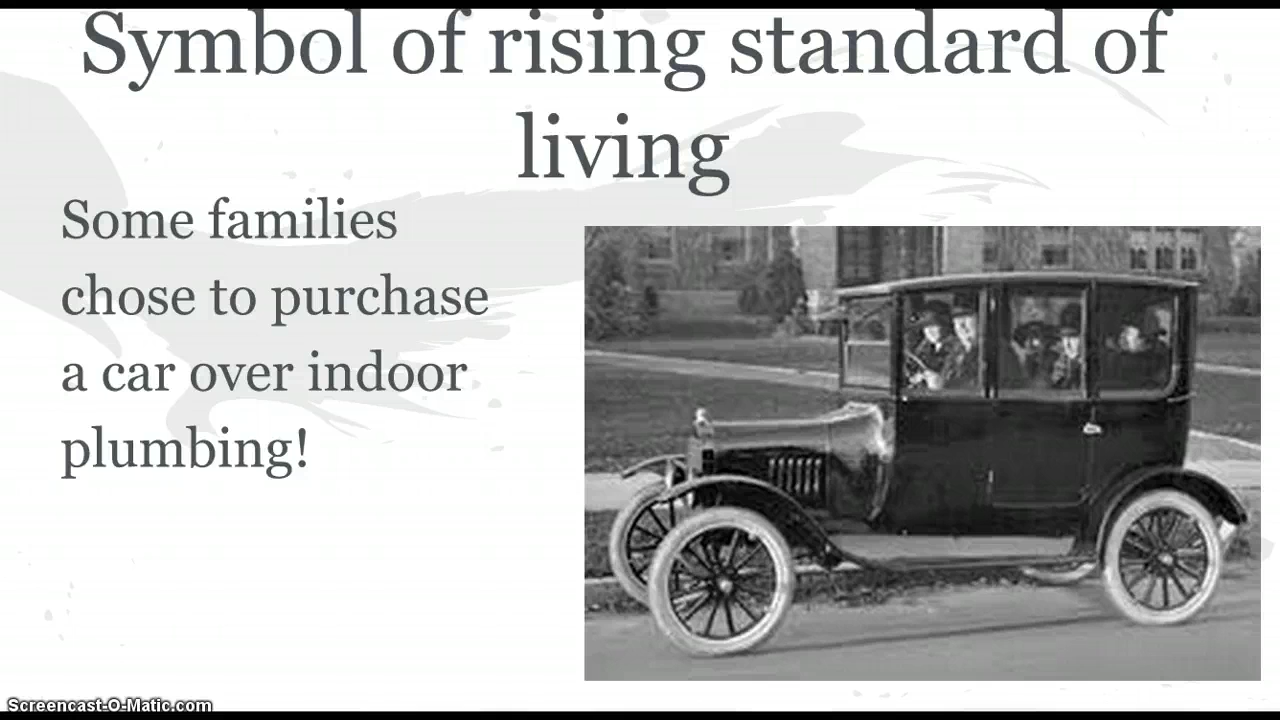 Symbol of rising standard of
living
Some families
chose to purchase
a car over indoor
plumbing!
Screencast-O-Matic.com